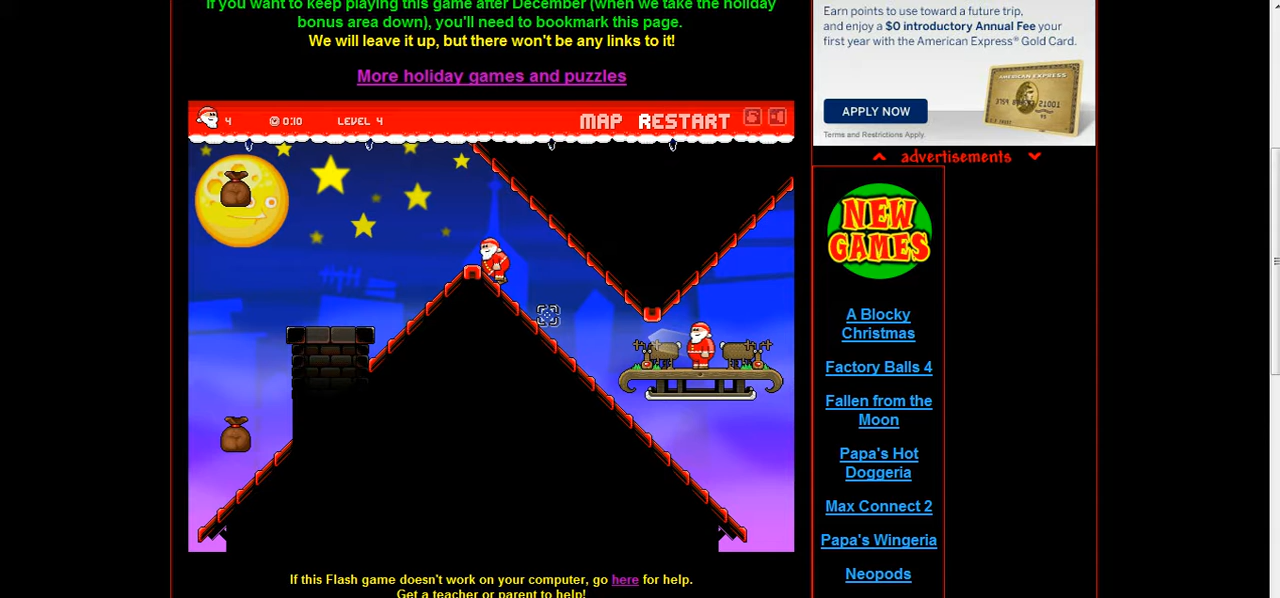 If you want to keep playing this game after December (when we take the holiday
bonus area down), you'll need to bookmark this page.
We will leave it up, but there won't be any links to it!
More holiday games and puzzles
4 0:10 LEVEL 4 MAP RESTART
If this Flash game doesn't work on your computer, go here for help.
Get a teacher or parent to help!
Earn points to use toward a future trip,
and enjoy a $0 introductory Annual Fee your
first year with the American Express® Gold Card.
AMERICAN EXPRESS
3759 21001
95
APPLY NOW
Terms and Restrictions Apply.
advertisements
NEW
GAMES
A Blocky
Christmas
Factory Balls 4
Fallen from the
Moon
Papa's Hot
Doggeria
Max Connect 2
Papa's Wingeria
Neopods